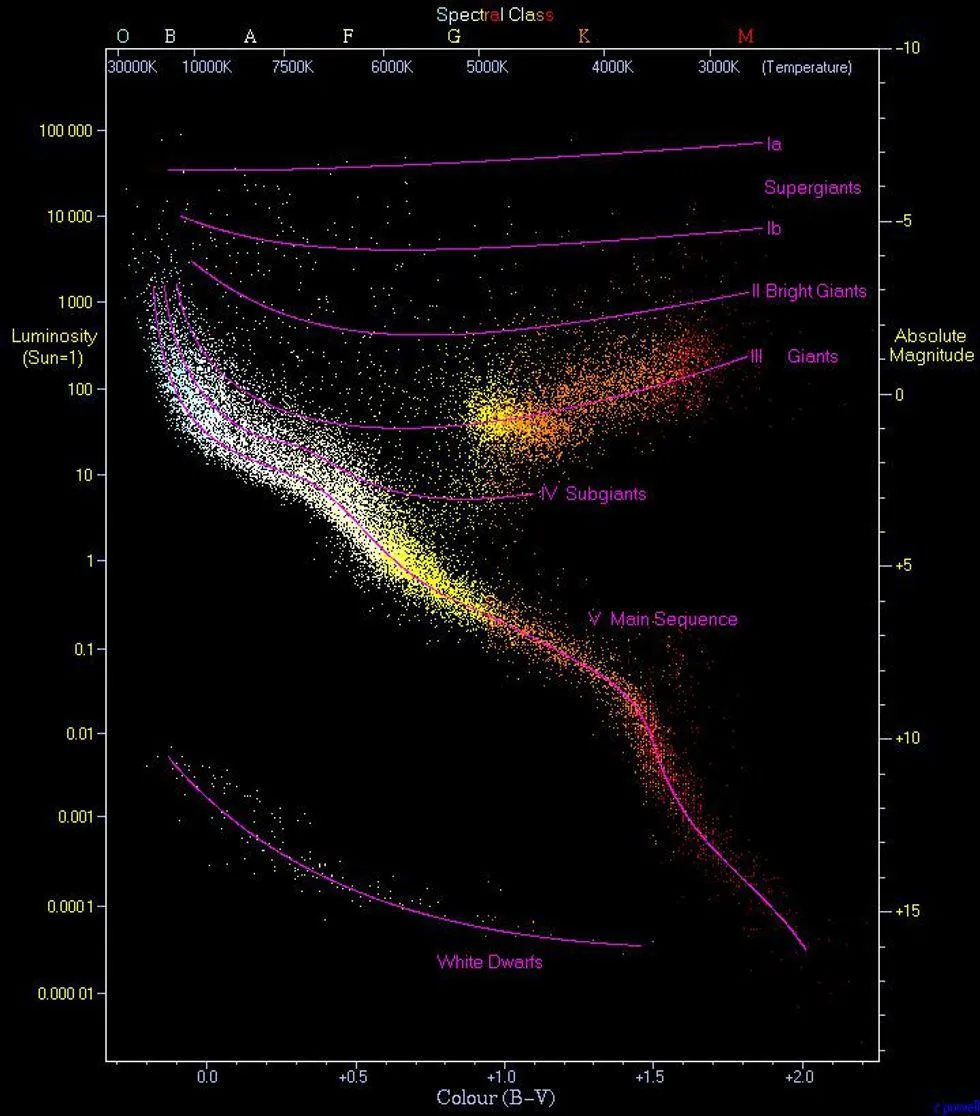 Spectral Class
O B A F G K M
30000K 10000K 7500K 6000K 5000K 4000K 3000K (Temperature)
-10
100 000
Ia
Supergiants
10 000
-5
Ib
1000
II Bright Giants
Luminosity
(Sun=1)
Absolute
Magnitude
III Giants
100
0
10
IV Subgiants
1
+5
V Main Sequence
0.1
0.01
+10
0.001
0.0001
+15
White Dwarfs
0.000 01
0.0 +0.5 +1.0 +1.5 +2.0
Colour (B-V)